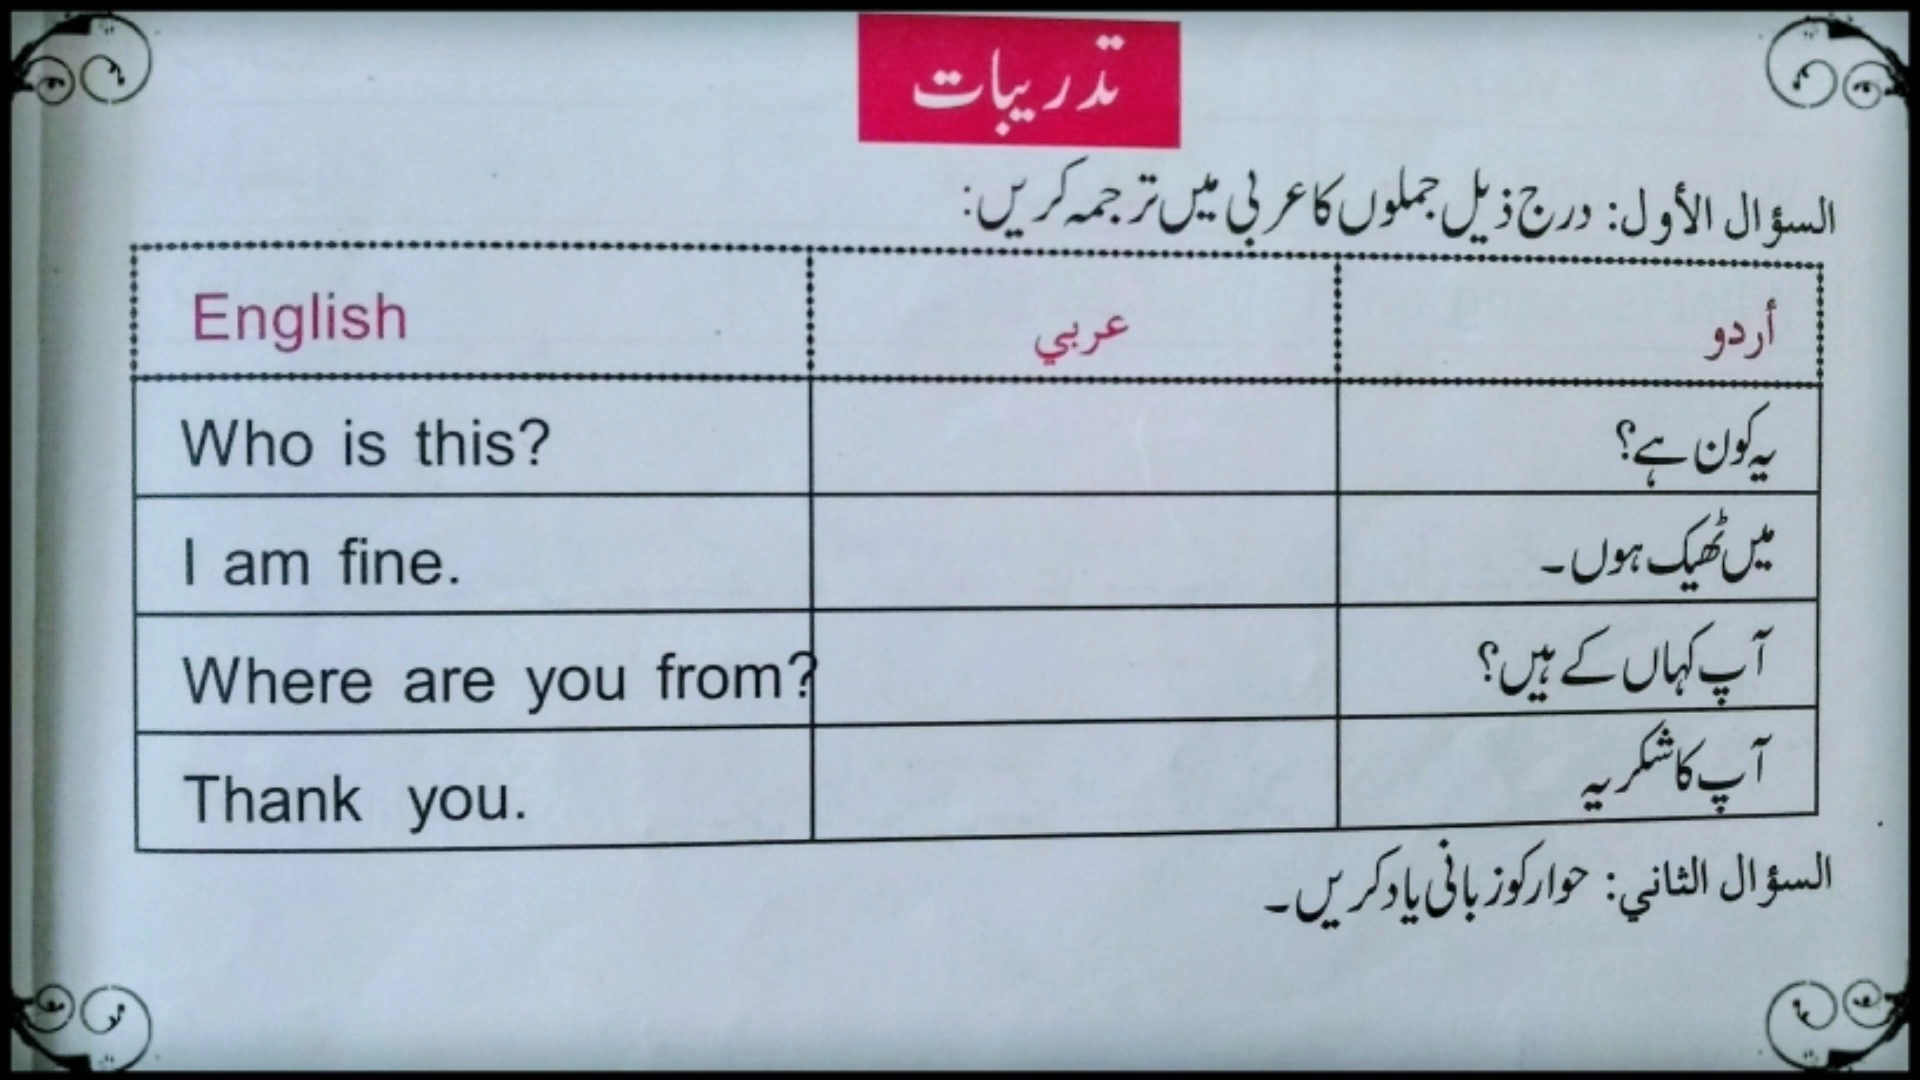 تدریبات
السؤال الأول: درج ذیل جملوں کا عربی میں ترجمہ کریں:
English عربي أردو
Who is this? یہ کون ہے؟
I am fine. میں ٹھیک ہوں۔
Where are you from? آپ کہاں کے ہیں؟
Thank you. آپ کا شکریہ
السؤال الثاني: حوار کو زبانی یاد کریں۔